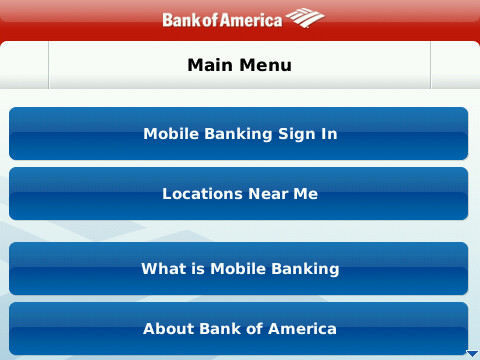 Bank of America
Main Menu
Mobile Banking Sign In
Locations Near Me
What is Mobile Banking
About Bank of America